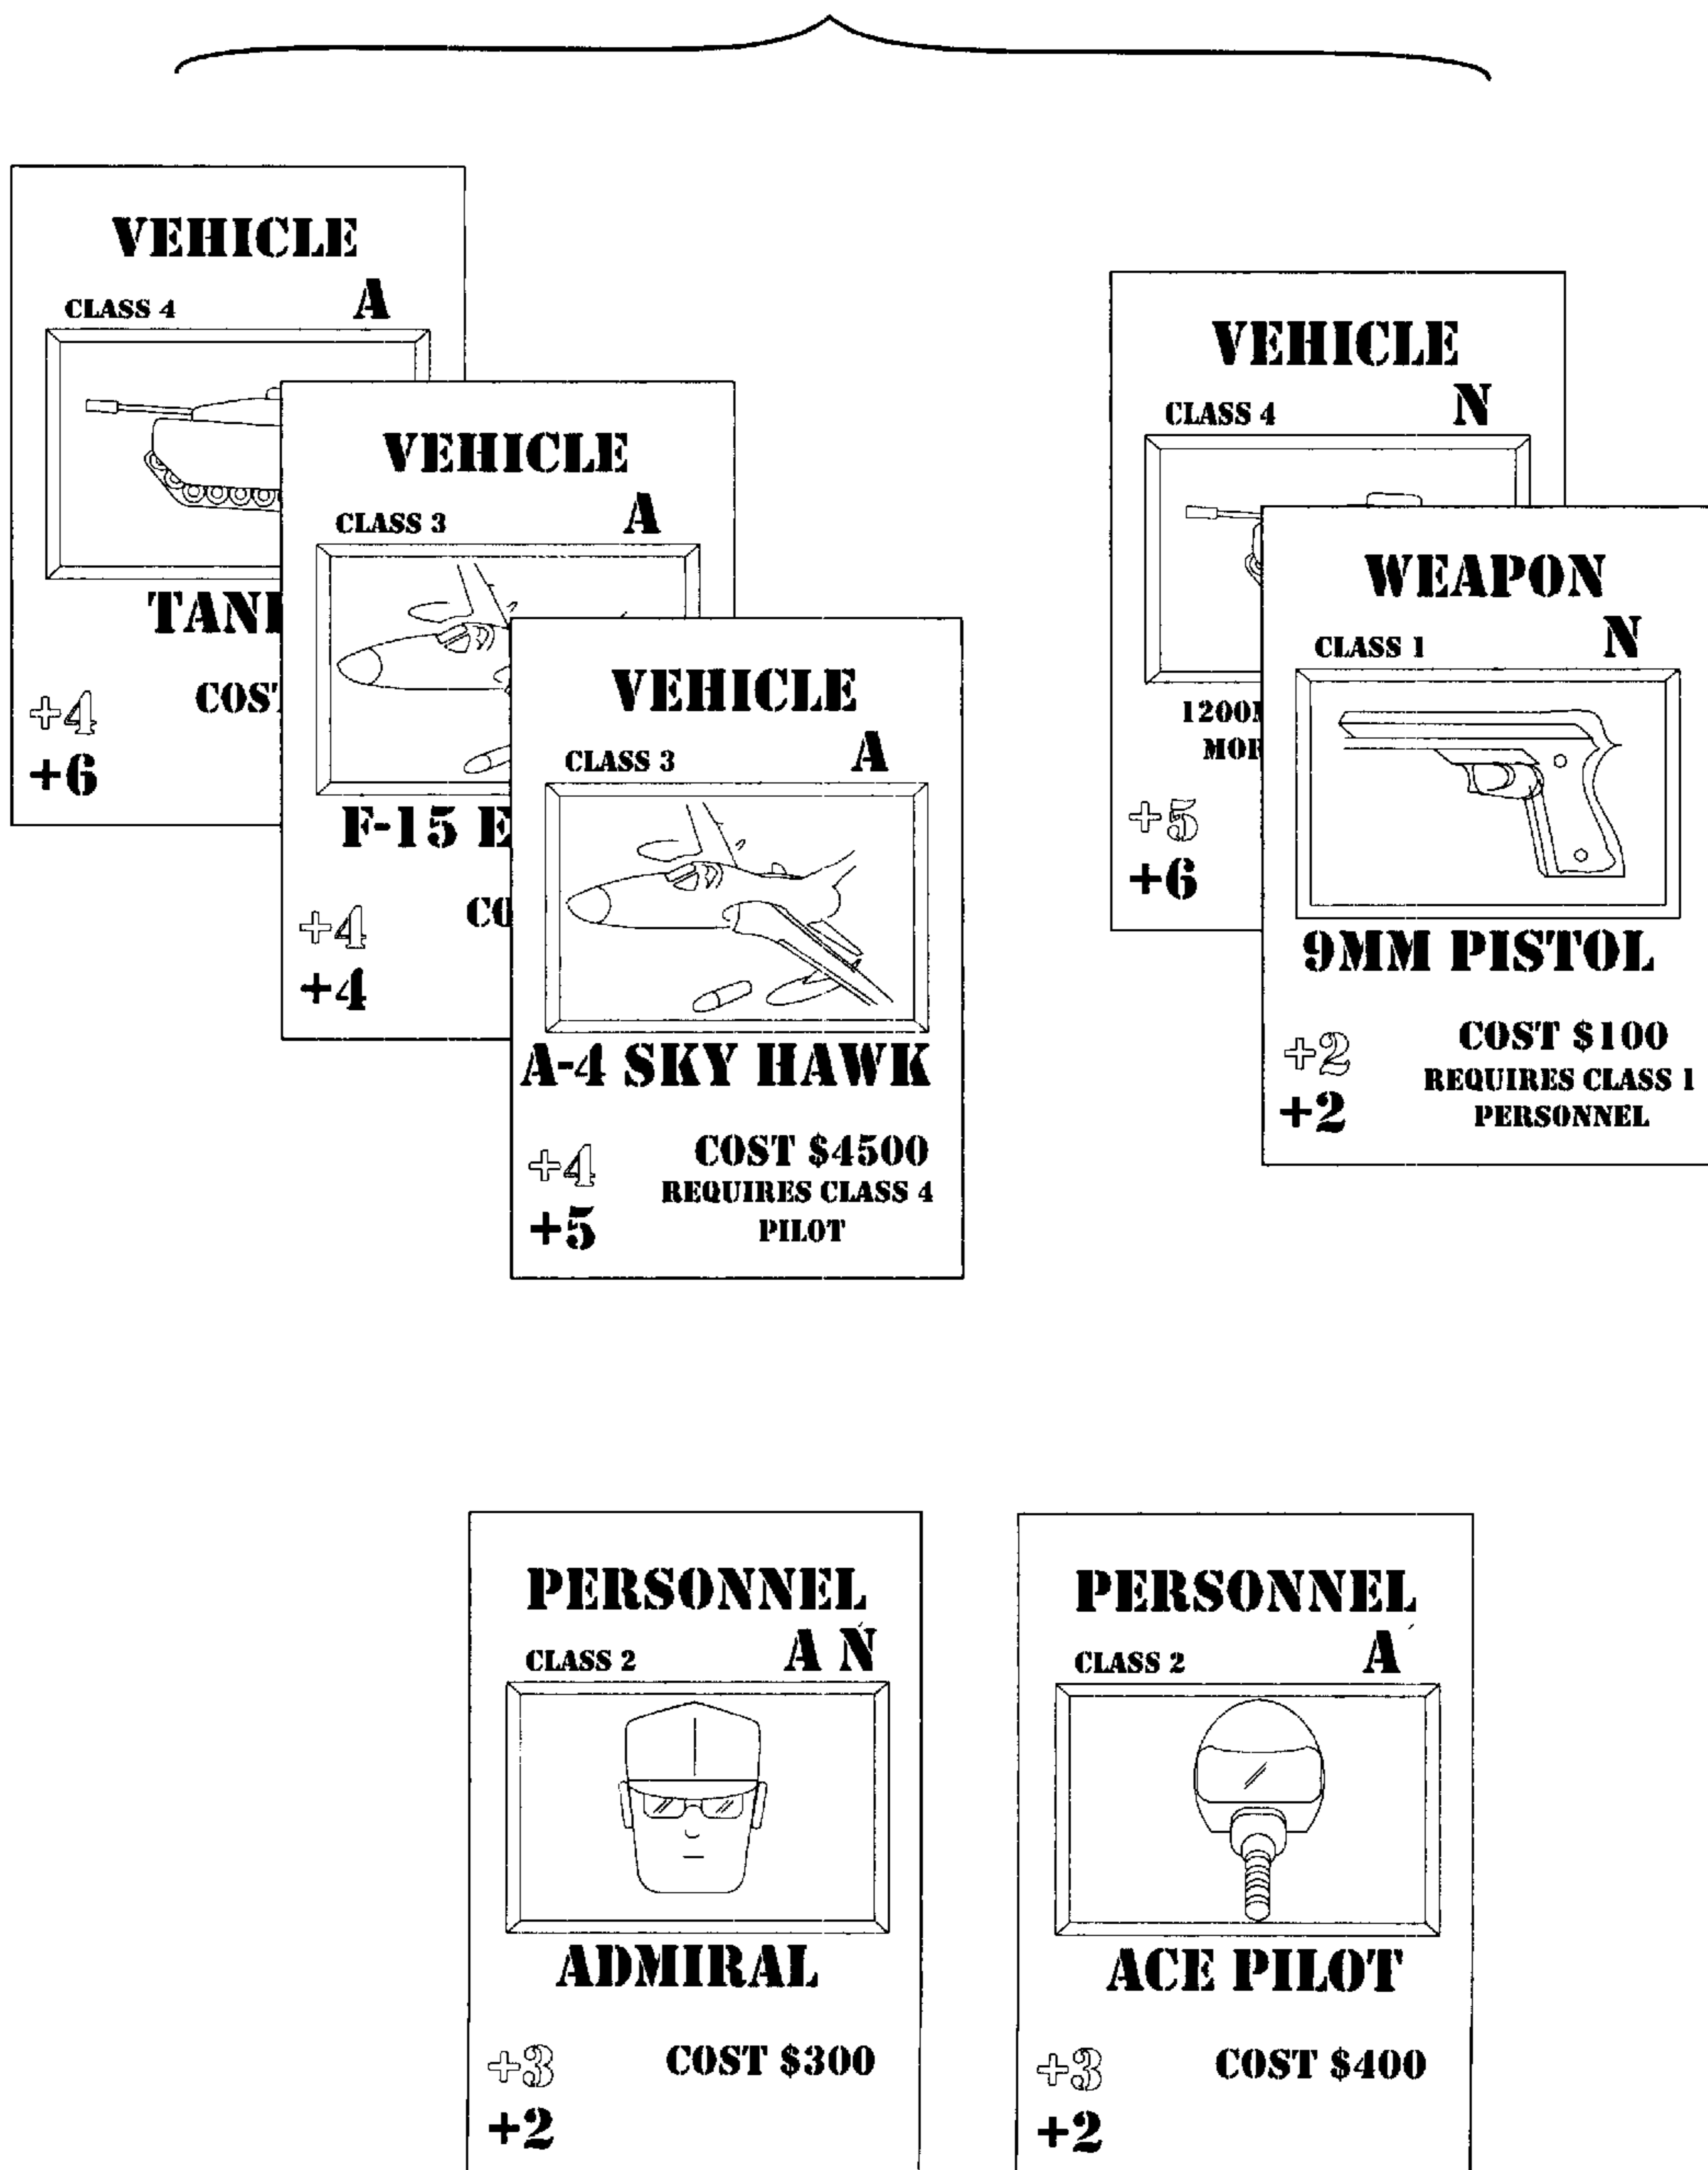 VEHICLE
CLASS 4 A
COS
+4
+6
VEHICLE
CLASS 3 A
F-15 E
+4
CO
+4
VEHICLE
CLASS 3 A
A-4 SKY HAWK
+4 COST $4500
REQUIRES CLASS 4
+5 PILOT
VEHICLE
CLASS 4 N
1200
MOR
+5
+6
WEAPON
CLASS 1 N
9MM PISTOL
+2 COST $100
REQUIRES CLASS 1
+2 PERSONNEL
PERSONNEL
CLASS 2 A N
ADMIRAL
+3 COST $300
+2
PERSONNEL
CLASS 2 A
ACE PILOT
+3 COST $400
+2